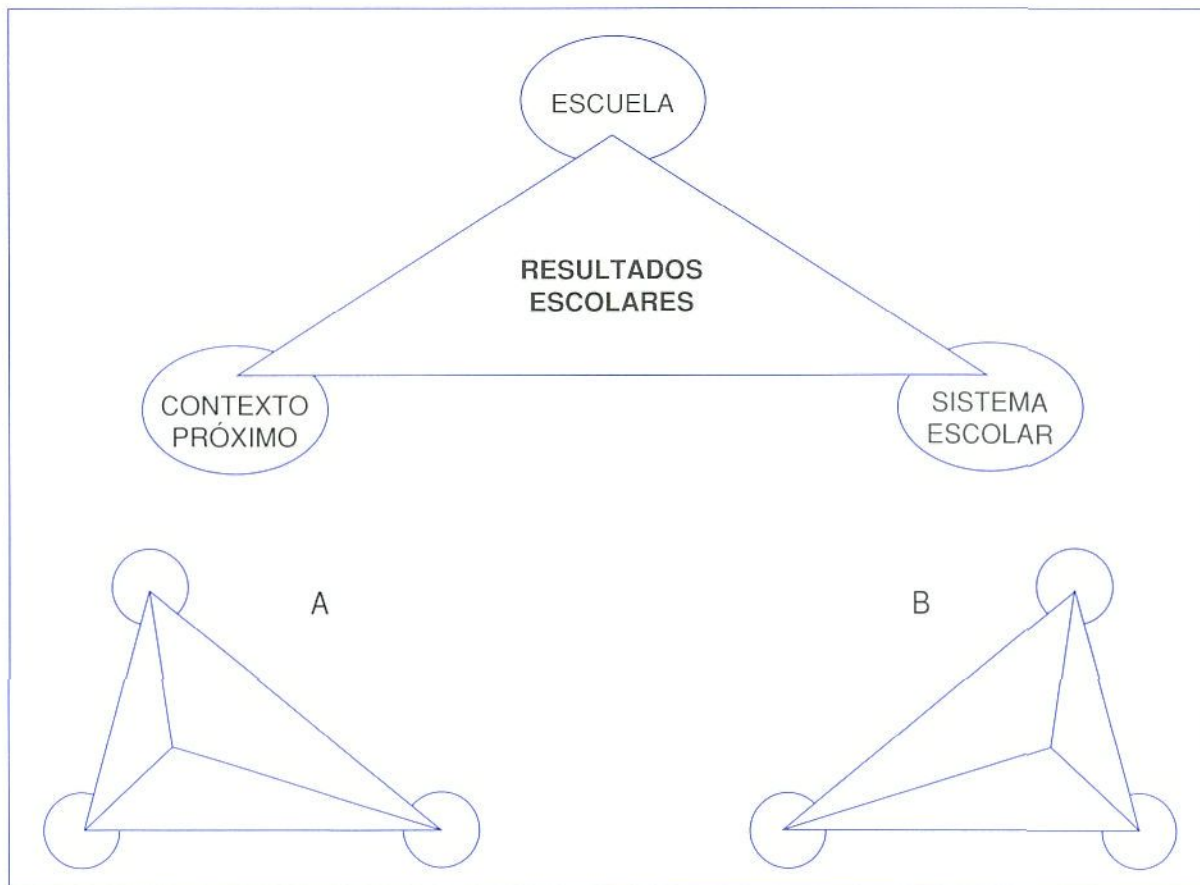 ESCUELA
RESULTADOS
ESCOLARES
CONTEXTO
PRÓXIMO
SISTEMA
ESCOLAR
A
B